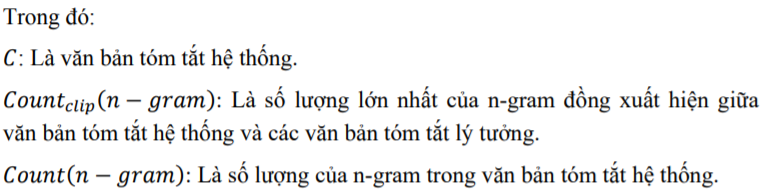 Trong đó:
C: Là văn bản tóm tắt hệ thống.
Count_{clip}(n − gram): Là số lượng lớn nhất của n-gram đồng xuất hiện giữa
văn bản tóm tắt hệ thống và các văn bản tóm tắt lý tưởng.
Count(n − gram): Là số lượng của n-gram trong văn bản tóm tắt hệ thống.